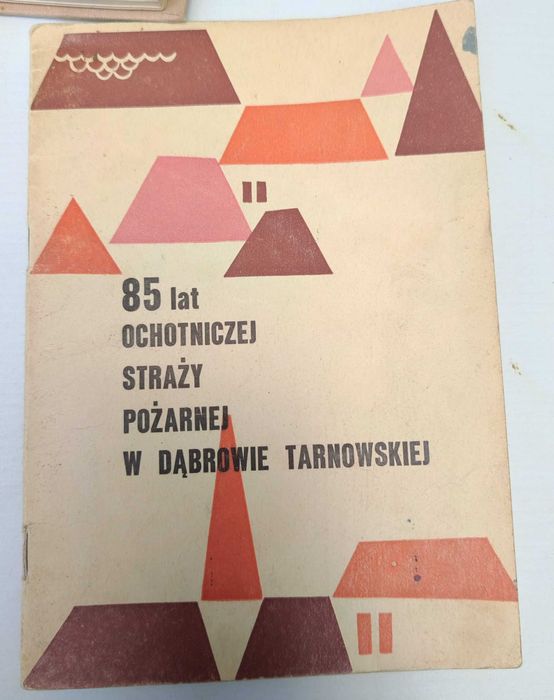 85 lat
OCHOTNICZEJ
STRAŻY
POŻARNEJ
W DĄBROWIE TARNOWSKIEJ